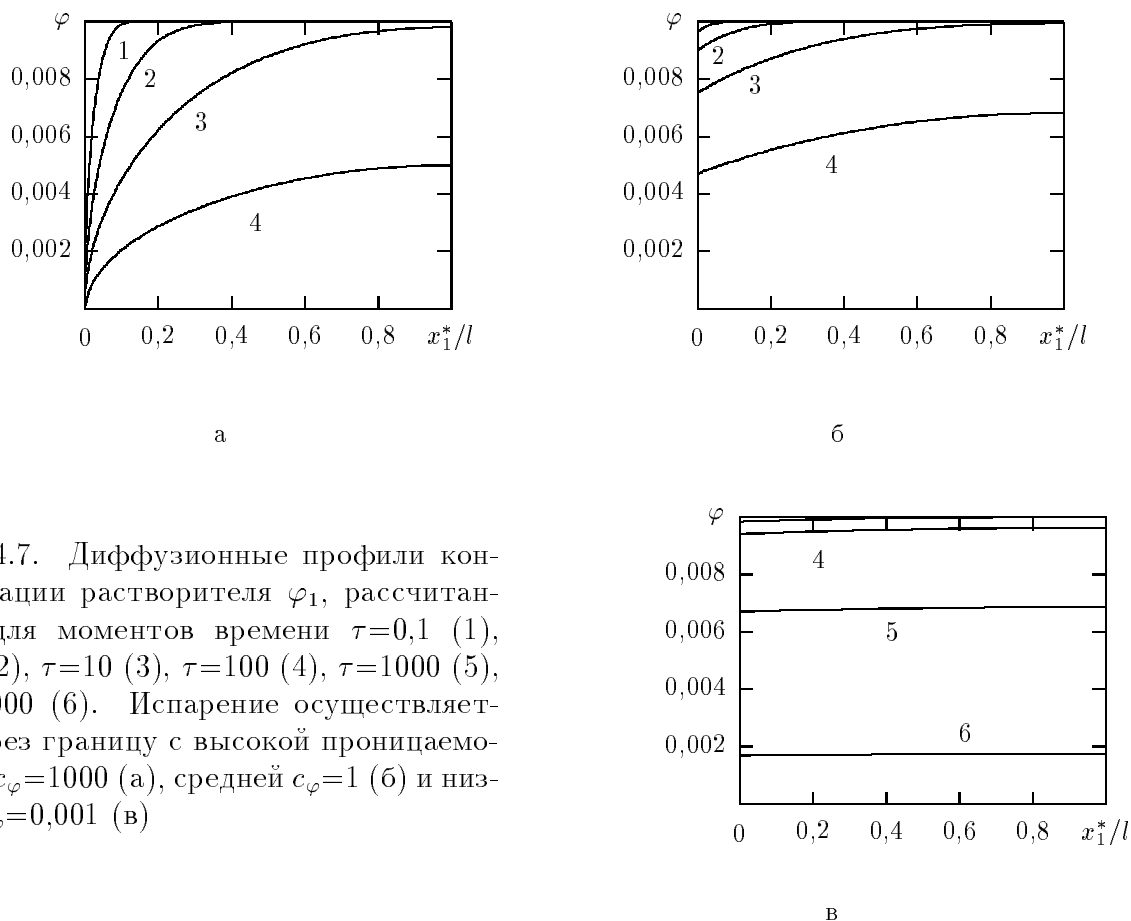 φ
0,008
0,006
0,004
0,002
0 0,2 0,4 0,6 0,8 x₁*/l
1
2
3
4
а
φ
0,008
0,006
0,004
0,002
0 0,2 0,4 0,6 0,8 x₁*/l
2
3
4
б
4.7. Диффузионные профили кон-
ации растворителя φ₁, рассчитан-
для моментов времени τ=0,1 (1),
2), τ=10 (3), τ=100 (4), τ=1000 (5),
000 (6). Испарение осуществляет-
рез границу с высокой проницаемо-
c_φ=1000 (а), средней c_φ=1 (б) и низ-
=0,001 (в)
φ
0,008
0,006
0,004
0,002
0 0,2 0,4 0,6 0,8 x₁*/l
4
5
6
в